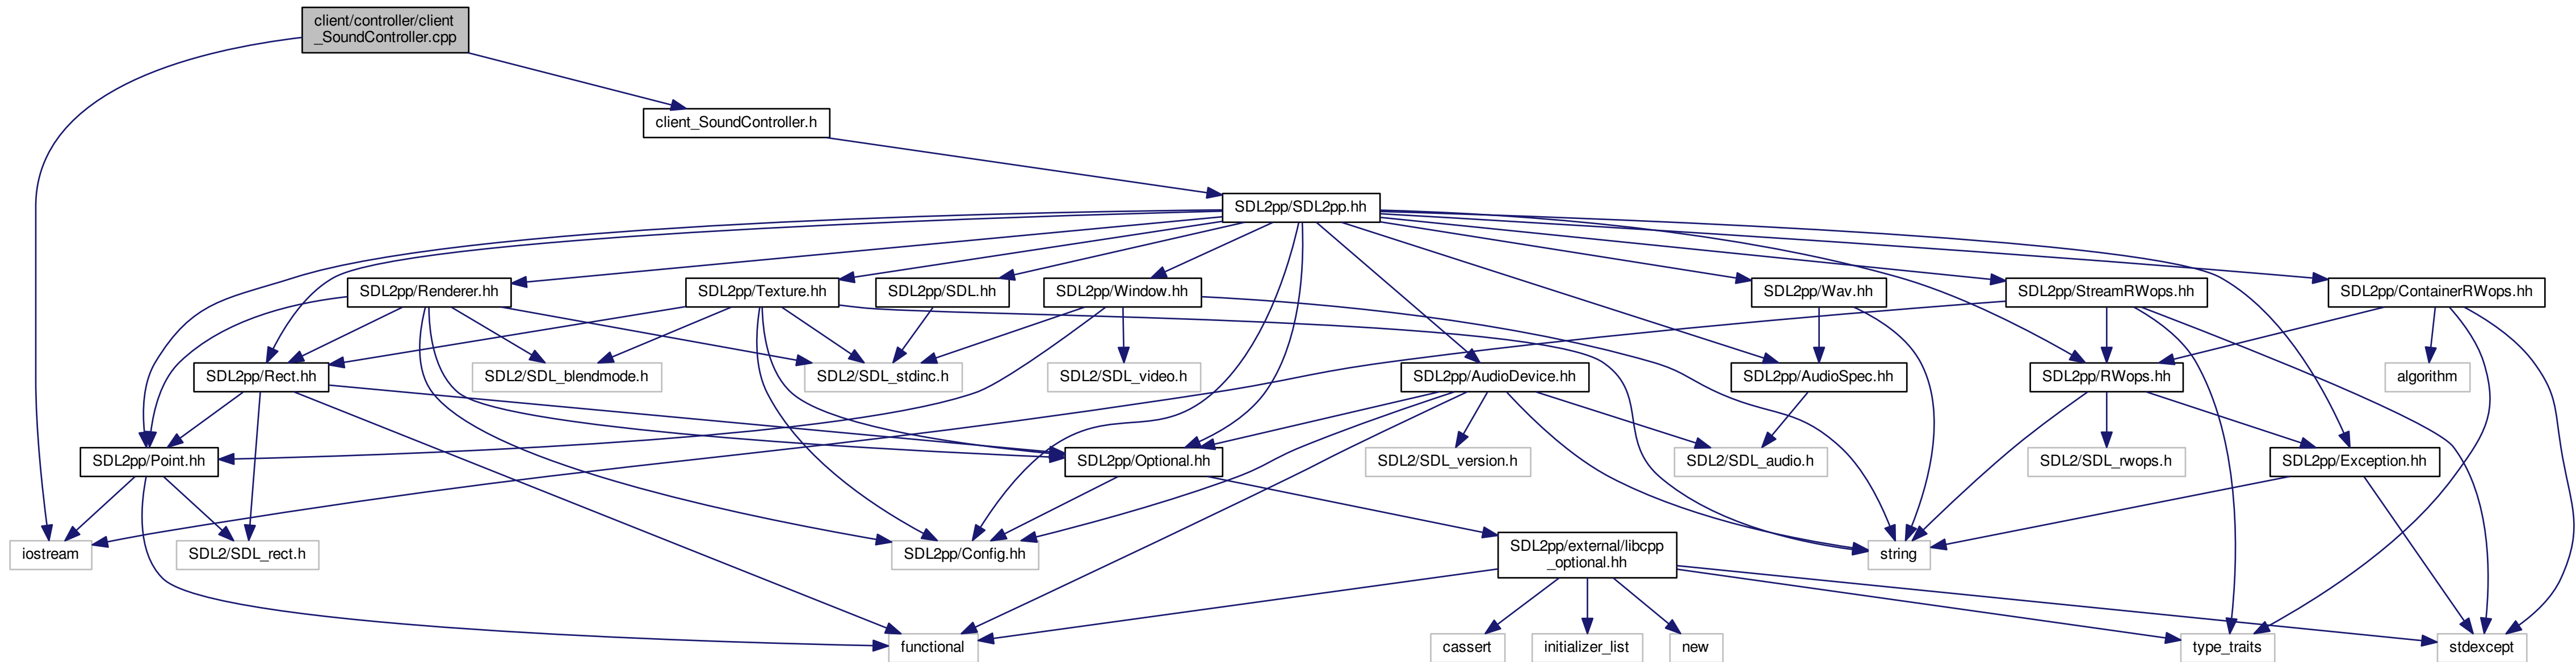 client/controller/client
_SoundController.cpp
client_SoundController.h
SDL2pp/SDL2pp.hh
SDL2pp/Renderer.hh
SDL2pp/Texture.hh
SDL2pp/SDL.hh
SDL2pp/Window.hh
SDL2pp/Wav.hh
SDL2pp/StreamRWops.hh
SDL2pp/ContainerRWops.hh
SDL2pp/Rect.hh
SDL2/SDL_blendmode.h
SDL2/SDL_stdinc.h
SDL2/SDL_video.h
SDL2pp/AudioDevice.hh
SDL2pp/AudioSpec.hh
SDL2pp/RWops.hh
algorithm
SDL2pp/Point.hh
SDL2pp/Optional.hh
SDL2/SDL_version.h
SDL2/SDL_audio.h
SDL2/SDL_rwops.h
SDL2pp/Exception.hh
iostream
SDL2/SDL_rect.h
SDL2pp/Config.hh
SDL2pp/external/libcpp
_optional.hh
string
functional
cassert
initializer_list
new
type_traits
stdexcept